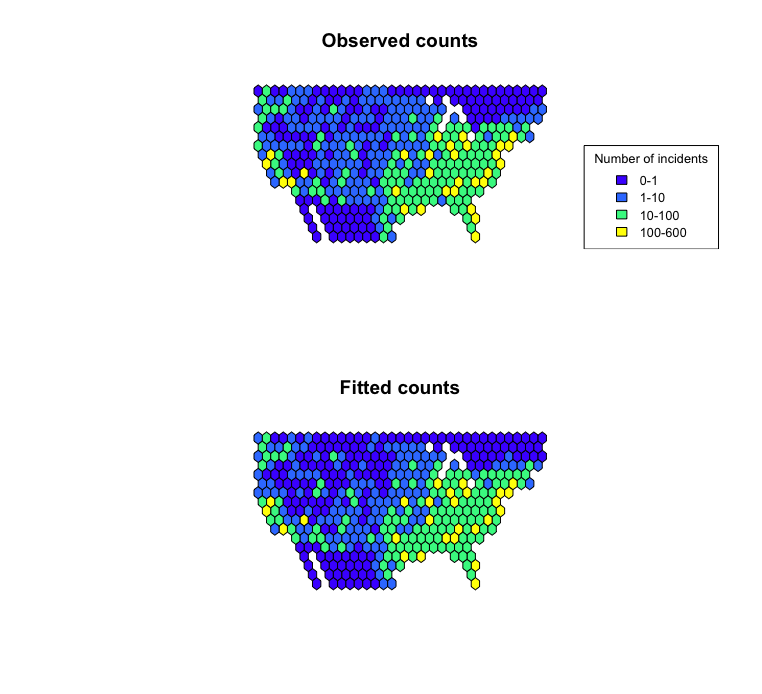 Observed counts
Number of incidents
0-1
1-10
10-100
100-600
Fitted counts